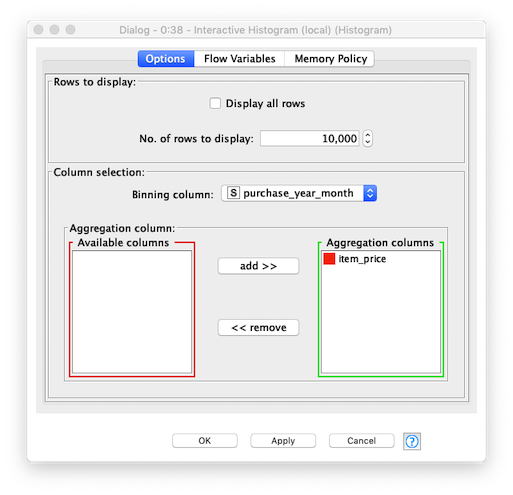 Dialog - 0:38 - Interactive Histogram (local) (Histogram)
Options Flow Variables Memory Policy
Rows to display:
Display all rows
No. of rows to display: 10,000
Column selection:
Binning column: S purchase_year_month
Aggregation column:
Available columns Aggregation columns
item_price
add >>
<< remove
OK Apply Cancel ?